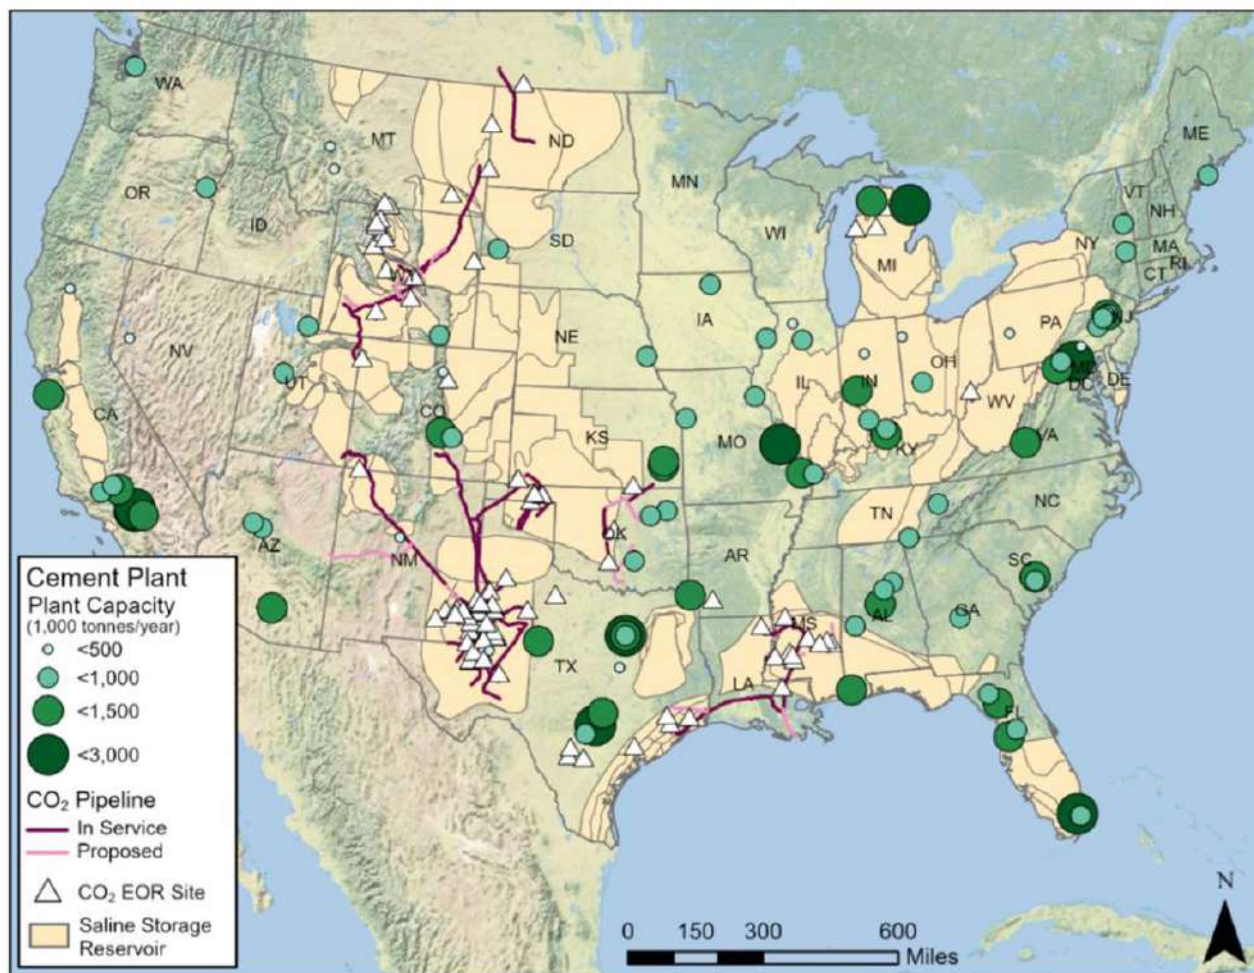 WA
MT
ND
ME
OR
ID
MN
VT
NH
WI
SD
NY
MA
RI
CT
WY
MI
IA
NE
PA
NJ
NV
OH
UT
IL
IN
MD
DE
DC
CA
CO
WV
KS
MO
VA
KY
NC
TN
OK
AZ
NM
AR
SC
AL
GA
MS
TX
LA
FL
Cement Plant
Plant Capacity
(1,000 tonnes/year)
<500
<1,000
<1,500
<3,000
CO₂ Pipeline
In Service
Proposed
CO₂ EOR Site
Saline Storage
Reservoir
0 150 300 600
Miles
N